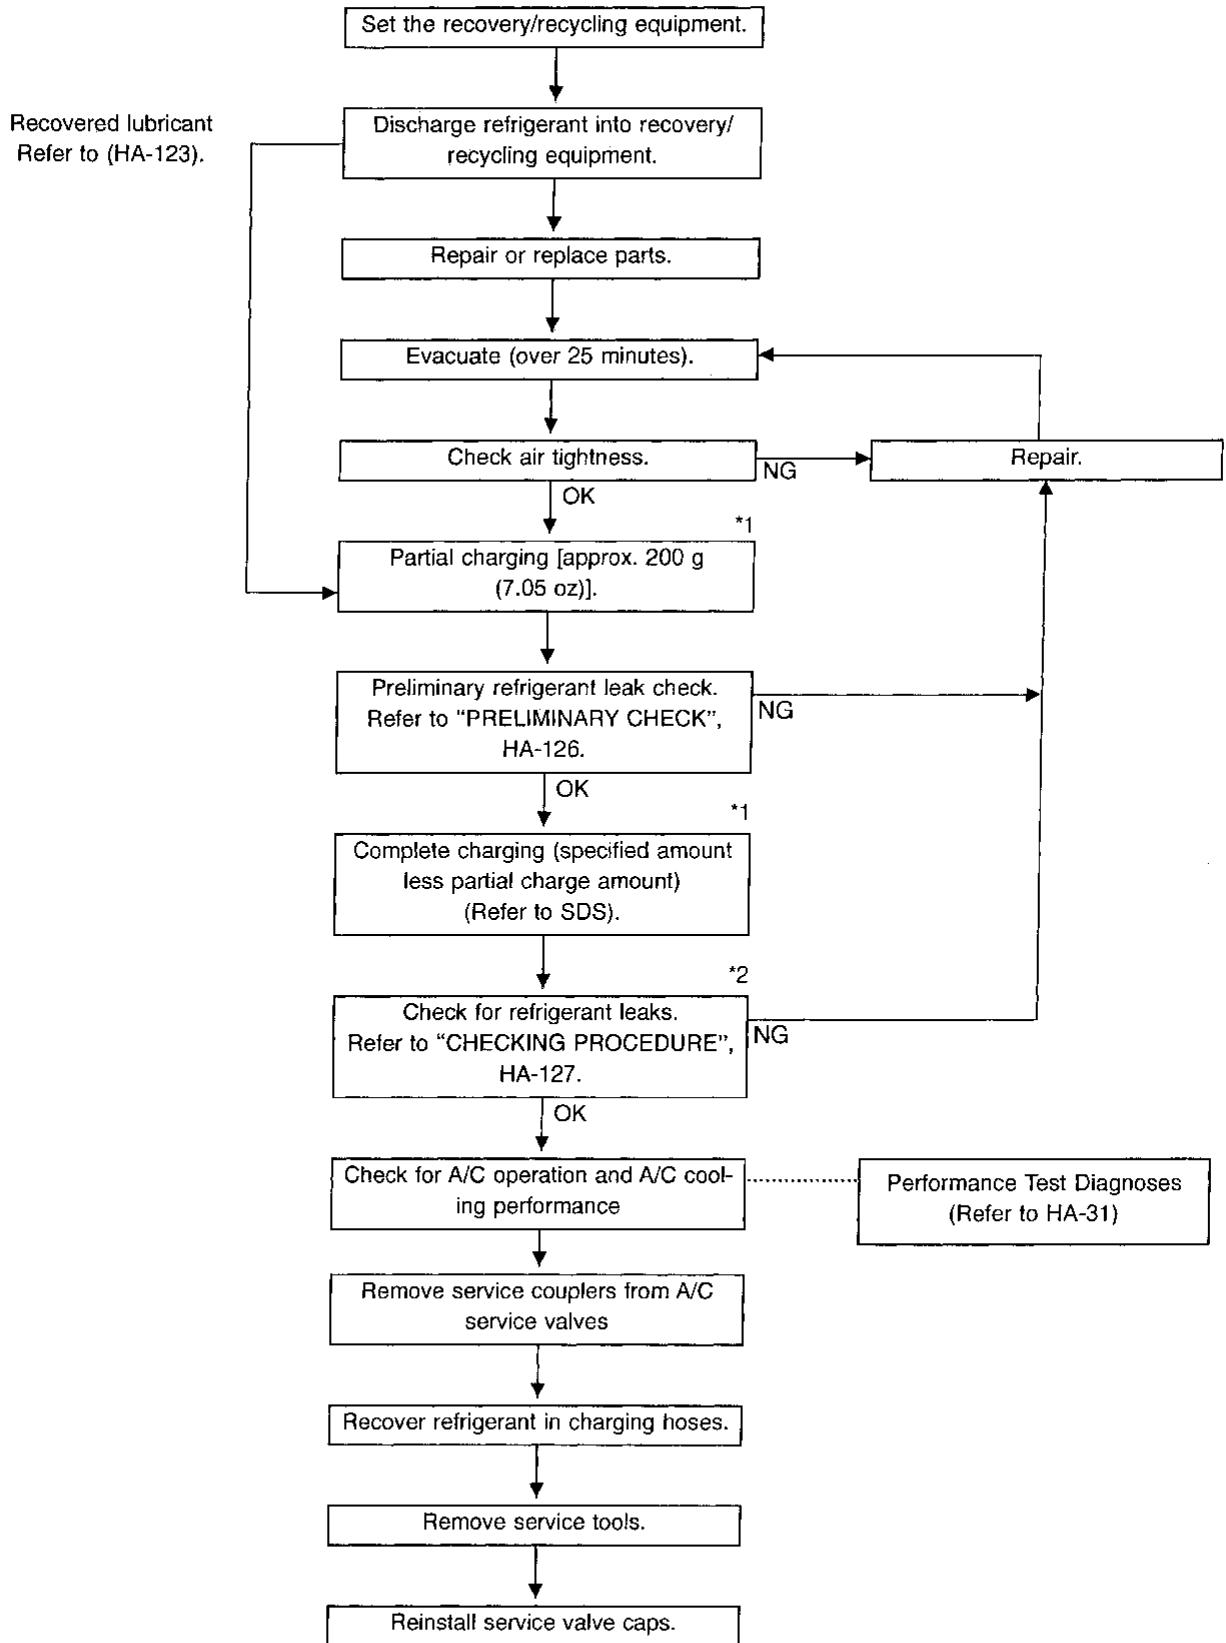 Set the recovery/recycling equipment.
Recovered lubricant
Refer to (HA-123).
Discharge refrigerant into recovery/
recycling equipment.
Repair or replace parts.
Evacuate (over 25 minutes).
Check air tightness.
NG
Repair.
OK
*1
Partial charging [approx. 200 g
(7.05 oz)].
Preliminary refrigerant leak check.
Refer to “PRELIMINARY CHECK”,
HA-126.
NG
OK
*1
Complete charging (specified amount
less partial charge amount)
(Refer to SDS).
*2
Check for refrigerant leaks.
Refer to “CHECKING PROCEDURE”,
HA-127.
NG
OK
Check for A/C operation and A/C cool-
ing performance
Performance Test Diagnoses
(Refer to HA-31)
Remove service couplers from A/C
service valves
Recover refrigerant in charging hoses.
Remove service tools.
Reinstall service valve caps.